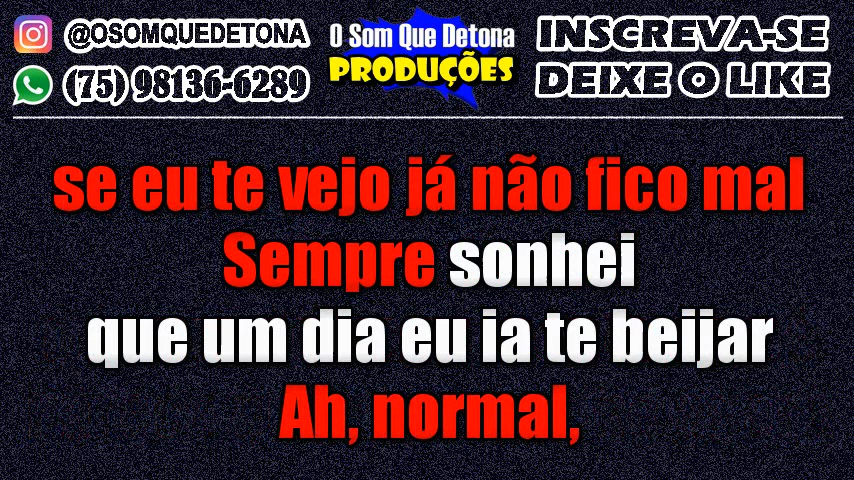 @OSOMQUEDETONA
(75) 98136-6289
O Som Que Detona
PRODUÇÕES
INSCREVA-SE
DEIXE O LIKE
se eu te vejo já não fico mal
Sempre sonhei
que um dia eu ia te beijar
Ah, normal,